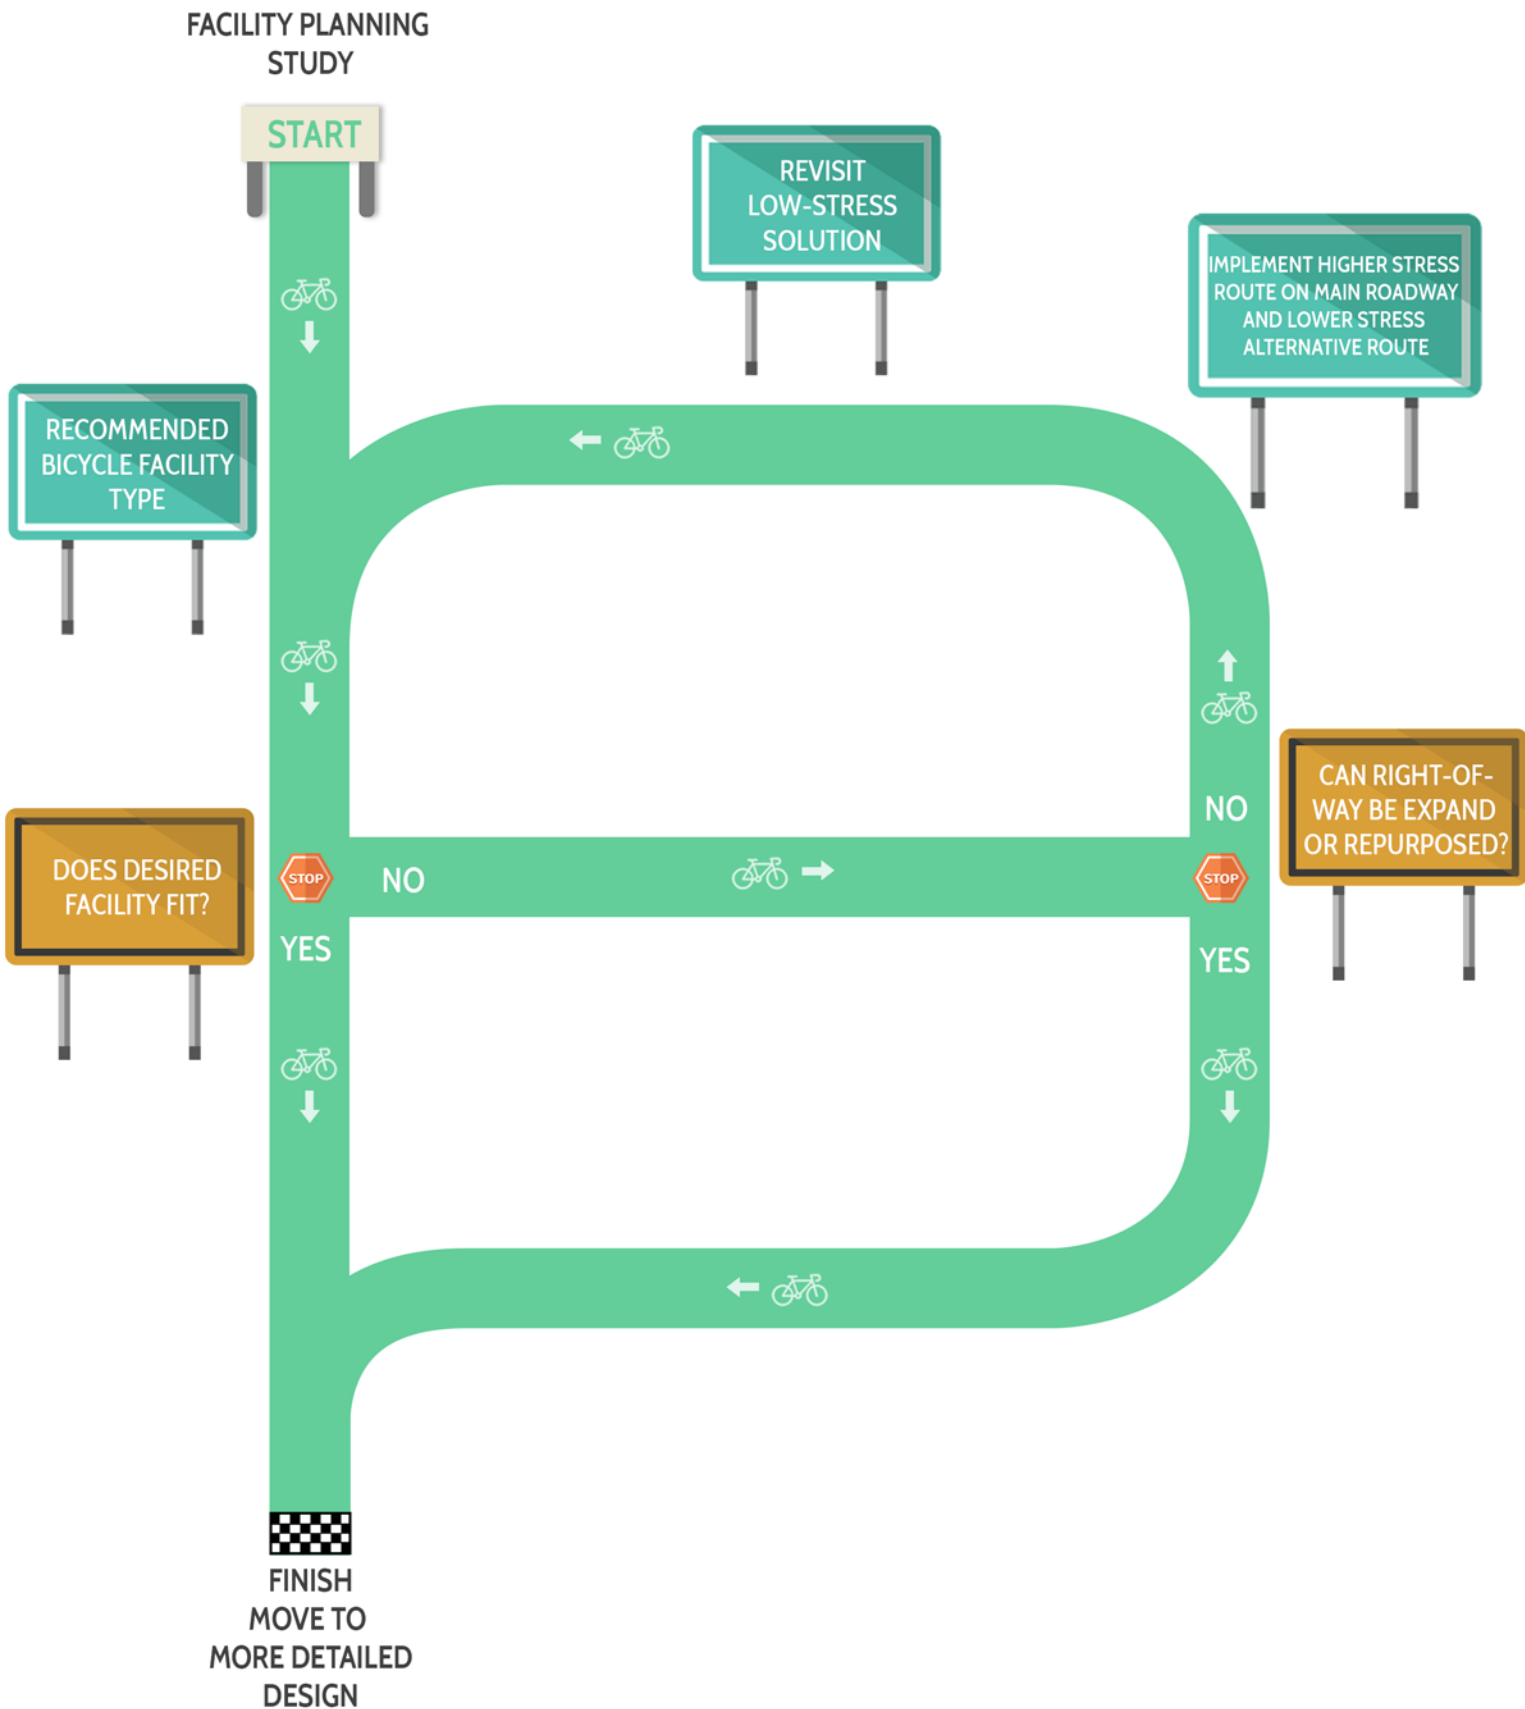 FACILITY PLANNING
STUDY
START
REVISIT
LOW-STRESS
SOLUTION
IMPLEMENT HIGHER STRESS
ROUTE ON MAIN ROADWAY
AND LOWER STRESS
ALTERNATIVE ROUTE
RECOMMENDED
BICYCLE FACILITY
TYPE
CAN RIGHT-OF-
WAY BE EXPAND
OR REPURPOSED?
NO
DOES DESIRED
FACILITY FIT?
STOP
NO
STOP
YES
YES
FINISH
MOVE TO
MORE DETAILED
DESIGN